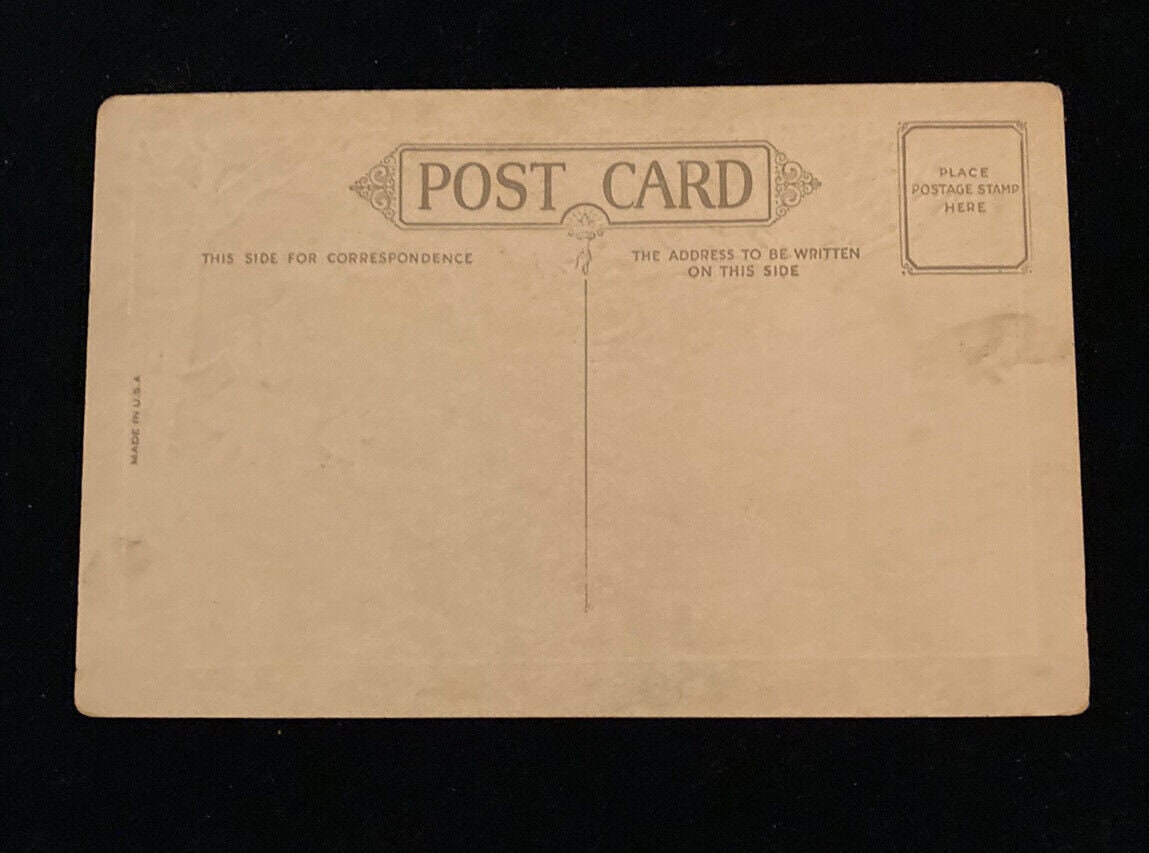 POST CARD
PLACE
POSTAGE STAMP
HERE
THIS SIDE FOR CORRESPONDENCE
THE ADDRESS TO BE WRITTEN
ON THIS SIDE
MADE IN U.S.A